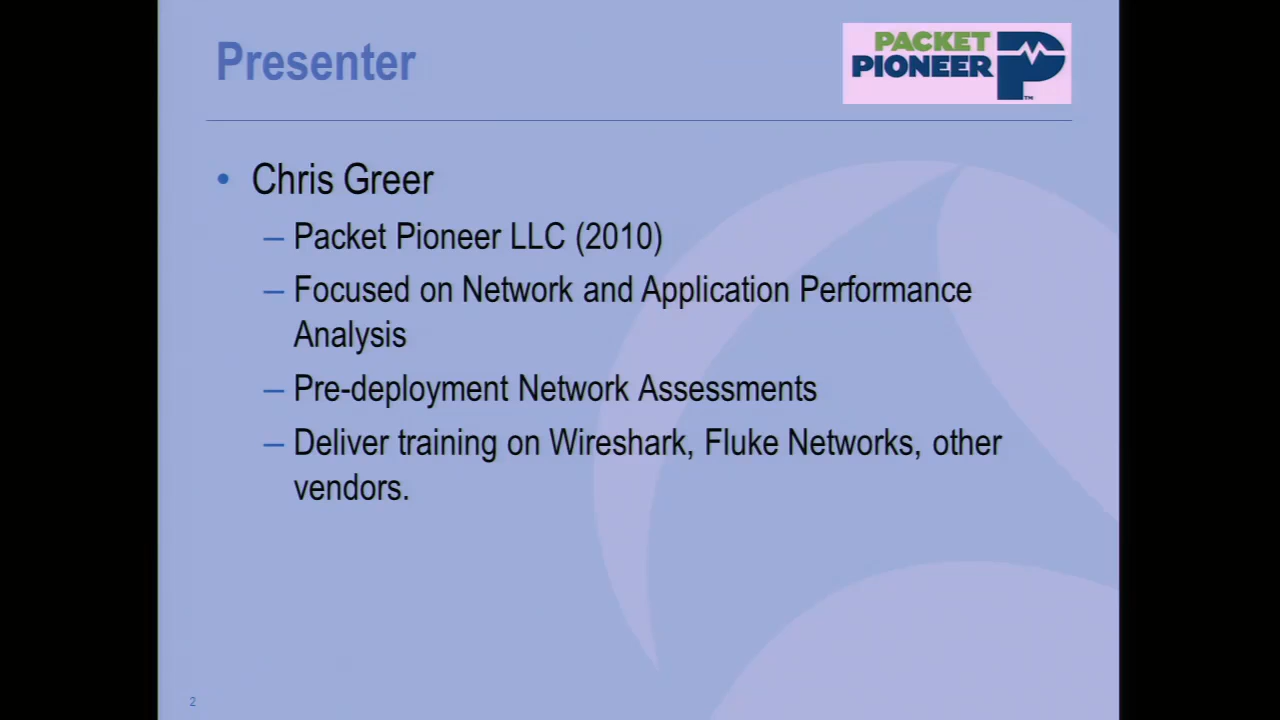 Presenter
PACKET
PIONEER
TM
• Chris Greer
– Packet Pioneer LLC (2010)
– Focused on Network and Application Performance
Analysis
– Pre-deployment Network Assessments
– Deliver training on Wireshark, Fluke Networks, other
vendors.
2